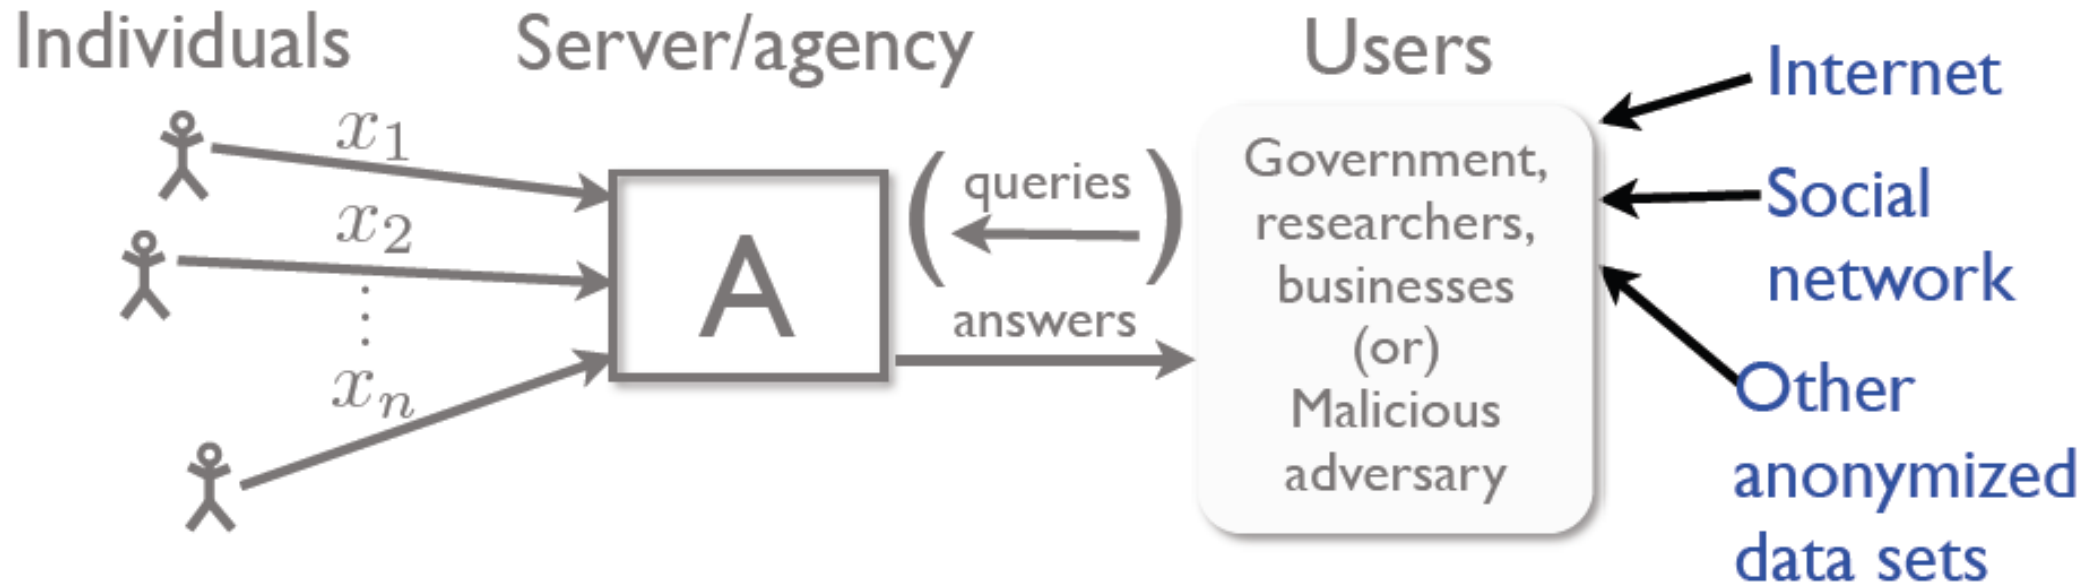 Individuals
Server/agency
Users
x1
x2
⋮
xn
A
( queries )
answers
Government,
researchers,
businesses
(or)
Malicious
adversary
Internet
Social
network
Other
anonymized
data sets